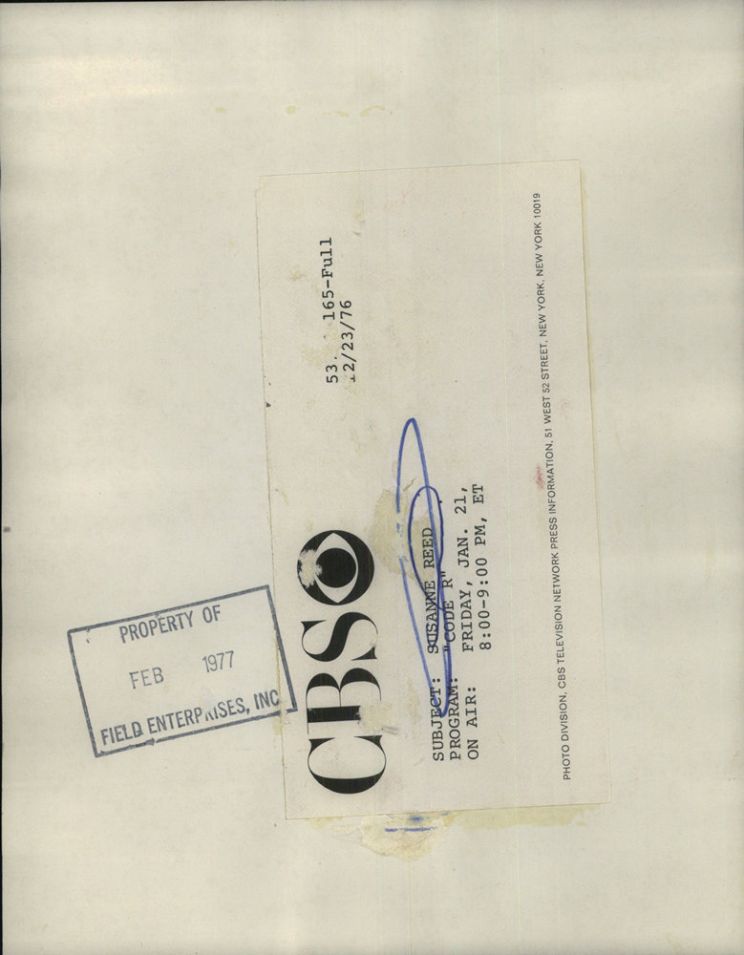 PROPERTY OF
FEB 1977
FIELD ENTERPRISES, INC
CBS
53. 165-Full
12/23/76
SUBJECT: SUSANNE REED
PROGRAM: "CODE R"
ON AIR: FRIDAY, JAN. 21,
8:00-9:00 PM, ET
PHOTO DIVISION, CBS TELEVISION NETWORK PRESS INFORMATION, 51 WEST 52 STREET, NEW YORK, NEW YORK 10019